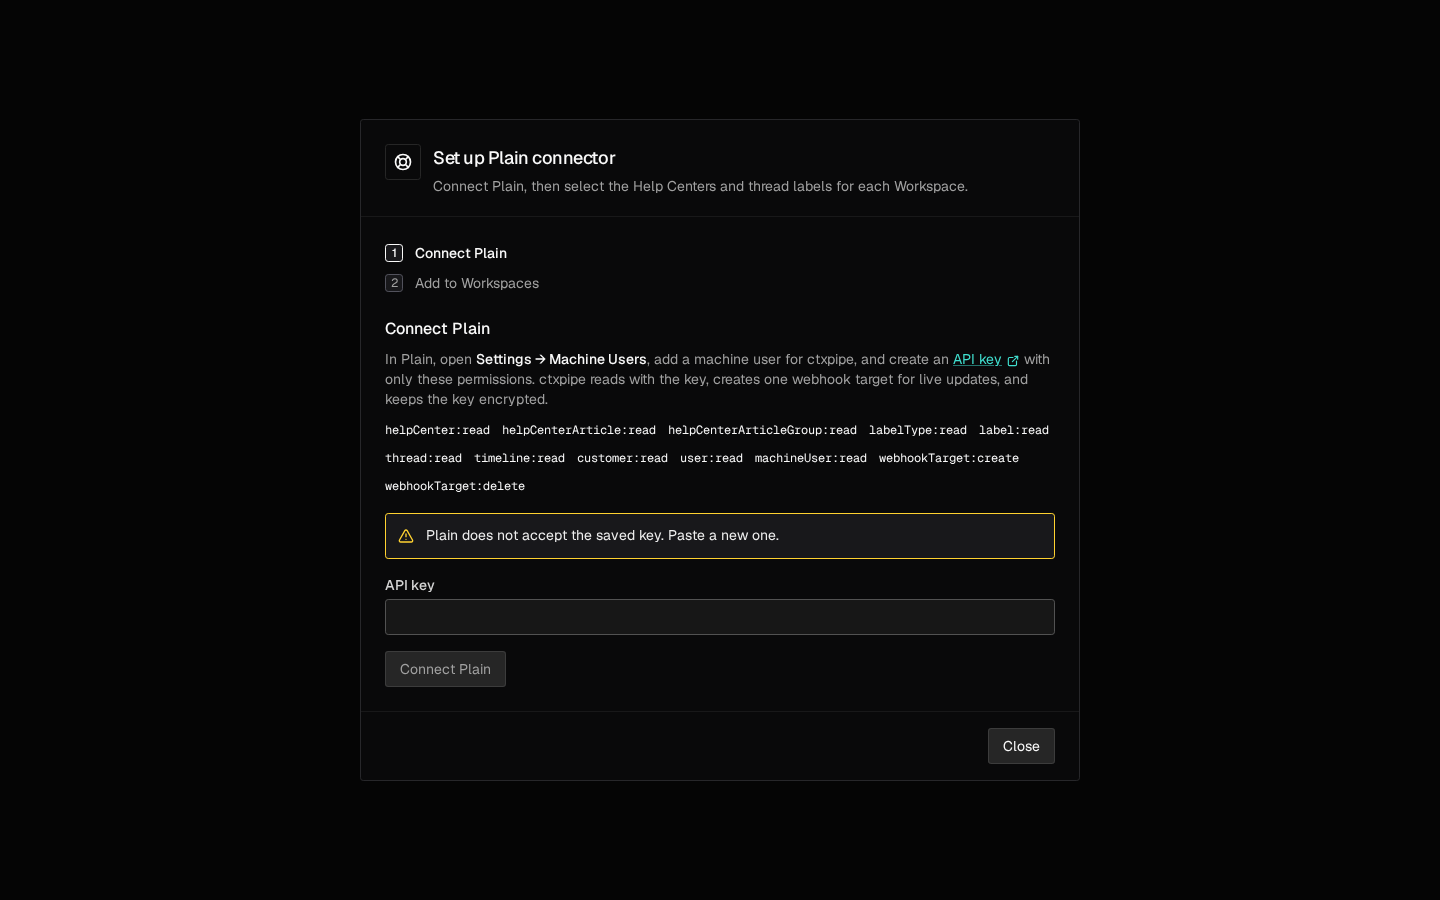 Set up Plain connector
Connect Plain, then select the Help Centers and thread labels for each Workspace.
1 Connect Plain
2 Add to Workspaces
Connect Plain
In Plain, open Settings → Machine Users, add a machine user for ctxpipe, and create an API key with
only these permissions. ctxpipe reads with the key, creates one webhook target for live updates, and
keeps the key encrypted.
helpCenter:read helpCenterArticle:read helpCenterArticleGroup:read labelType:read label:read
thread:read timeline:read customer:read user:read machineUser:read webhookTarget:create
webhookTarget:delete
Plain does not accept the saved key. Paste a new one.
API key
Connect Plain
Close